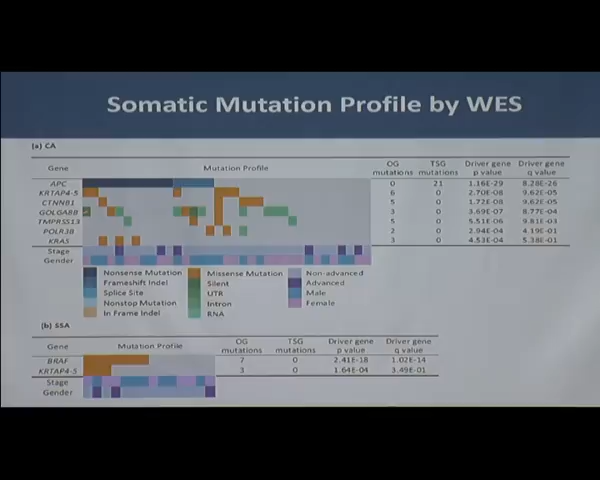 Somatic Mutation Profile by WES
(a) CA
Gene Mutation Profile OG mutations TSG mutations Driver gene p value Driver gene q value
APC 0 21 1.16E-29 8.28E-26
KRTAP4-5 6 0 2.70E-08 9.62E-05
CTNNB1 5 0 1.72E-08 9.62E-05
GOLGA8B 3 0 3.69E-07 8.77E-04
TMPRSS13 5 0 5.51E-06 9.81E-03
POLR3B 2 0 2.94E-04 4.19E-01
KRAS 3 0 4.53E-04 5.38E-01
Stage
Gender
Nonsense Mutation Missense Mutation Non-advanced
Frameshift Indel Silent Advanced
Splice Site UTR Male
Nonstop Mutation Intron Female
In Frame Indel RNA
(b) SSA
Gene Mutation Profile OG mutations TSG mutations Driver gene p value Driver gene q value
BRAF 7 0 2.41E-18 1.02E-14
KRTAP4-5 3 0 1.64E-04 3.49E-01
Stage
Gender